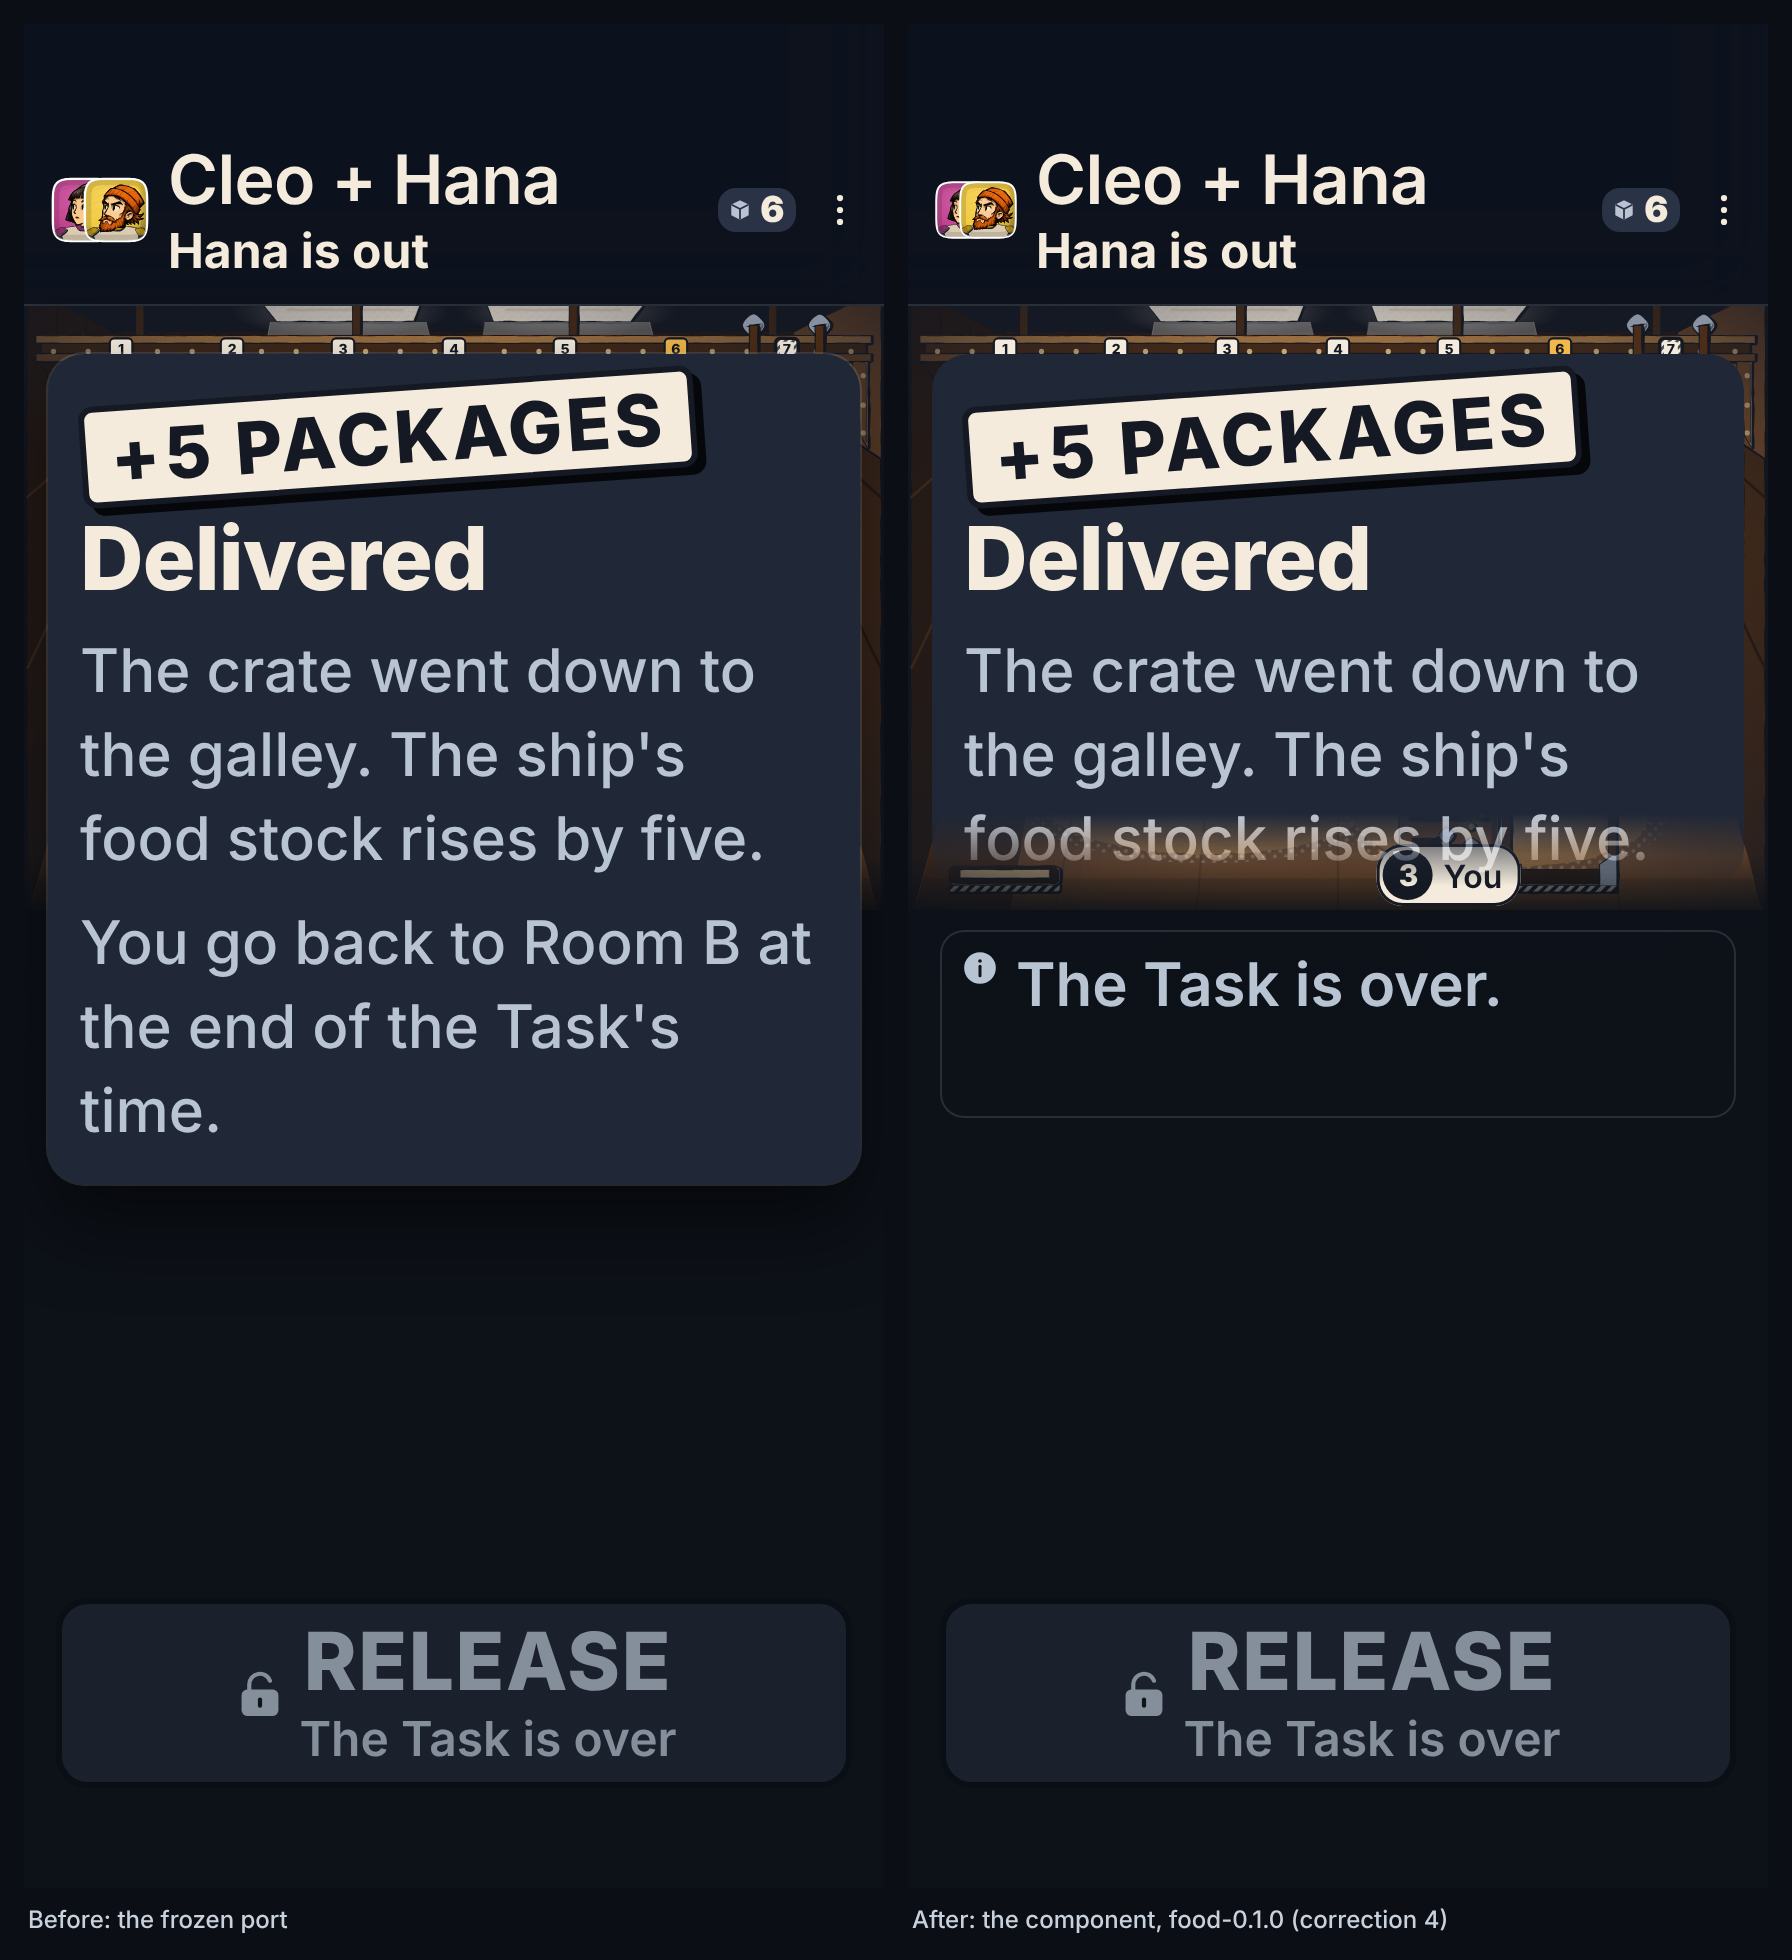 Cleo + Hana
Hana is out
6
1 2 3 4 5 6 7
+5 PACKAGES
Delivered
The crate went down to
the galley. The ship's
food stock rises by five.
You go back to Room B at
the end of the Task's
time.
RELEASE
The Task is over
Before: the frozen port
Cleo + Hana
Hana is out
6
1 2 3 4 5 6 7
+5 PACKAGES
Delivered
The crate went down to
the galley. The ship's
food stock rises by five.
3 You
The Task is over.
RELEASE
The Task is over
After: the component, food-0.1.0 (correction 4)